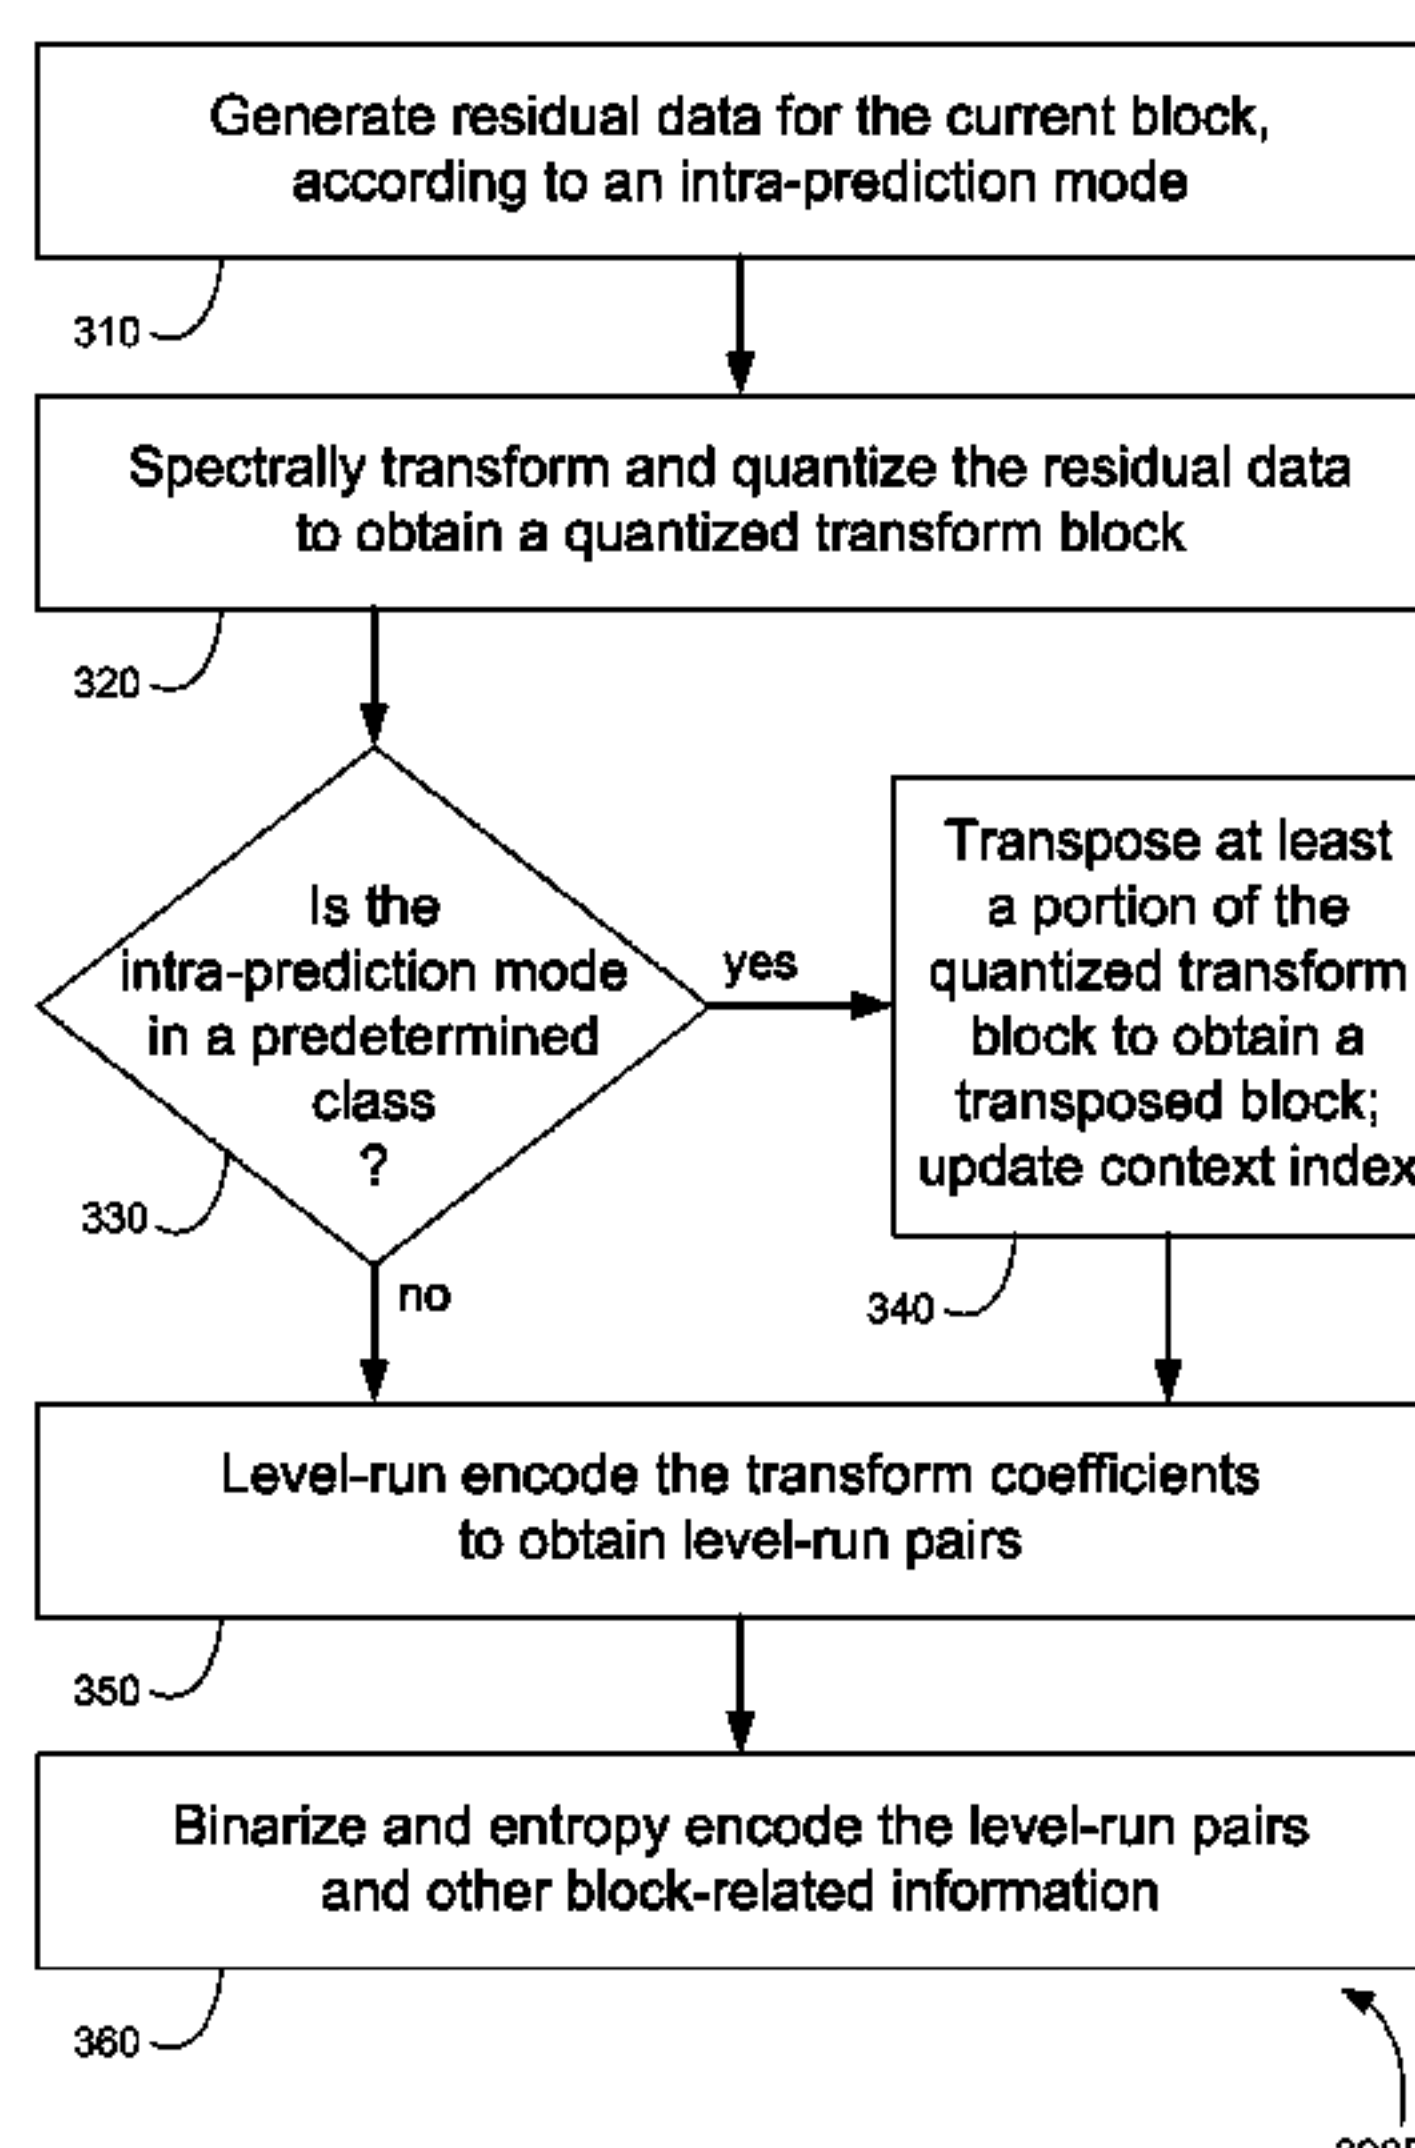 Generate residual data for the current block,
according to an intra-prediction mode
310
Spectrally transform and quantize the residual data
to obtain a quantized transform block
320
Is the
intra-prediction mode
in a predetermined
class
?
330
yes
no
Transpose at least
a portion of the
quantized transform
block to obtain a
transposed block;
update context index
340
Level-run encode the transform coefficients
to obtain level-run pairs
350
Binarize and entropy encode the level-run pairs
and other block-related information
360